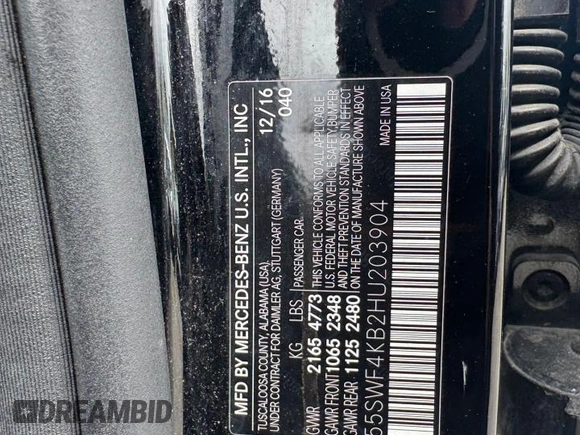 MFD BY MERCEDES-BENZ U.S. INTL., INC
TUSCALOOSA COUNTY, ALABAMA (USA)
UNDER CONTRACT FOR DAIMLER AG, STUTTGART (GERMANY)
12/16
040
KG LBS PASSENGER CAR
GVWR 2165 4773
GAWR FRONT 1065 2348
GAWR REAR 1125 2480
THIS VEHICLE CONFORMS TO ALL APPLICABLE
U.S. FEDERAL MOTOR VEHICLE SAFETY, BUMPER
AND THEFT PREVENTION STANDARDS IN EFFECT
ON THE DATE OF MANUFACTURE SHOWN ABOVE
55SWF4KB2HU203904
MADE IN USA
DREAMBID